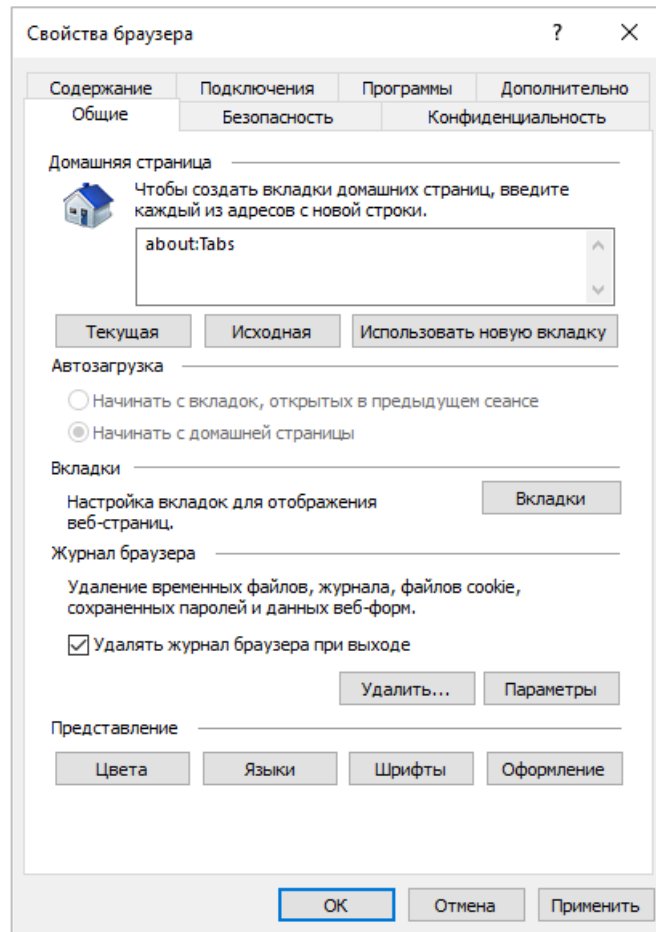 Свойства браузера
?
Содержание Подключения Программы Дополнительно
Общие Безопасность Конфиденциальность
Домашняя страница
Чтобы создать вкладки домашних страниц, введите
каждый из адресов с новой строки.
about:Tabs
Текущая Исходная Использовать новую вкладку
Автозагрузка
Начинать с вкладок, открытых в предыдущем сеансе
Начинать с домашней страницы
Вкладки
Настройка вкладок для отображения
веб-страниц.
Вкладки
Журнал браузера
Удаление временных файлов, журнала, файлов cookie,
сохраненных паролей и данных веб-форм.
Удалять журнал браузера при выходе
Удалить... Параметры
Представление
Цвета Языки Шрифты Оформление
ОК Отмена Применить